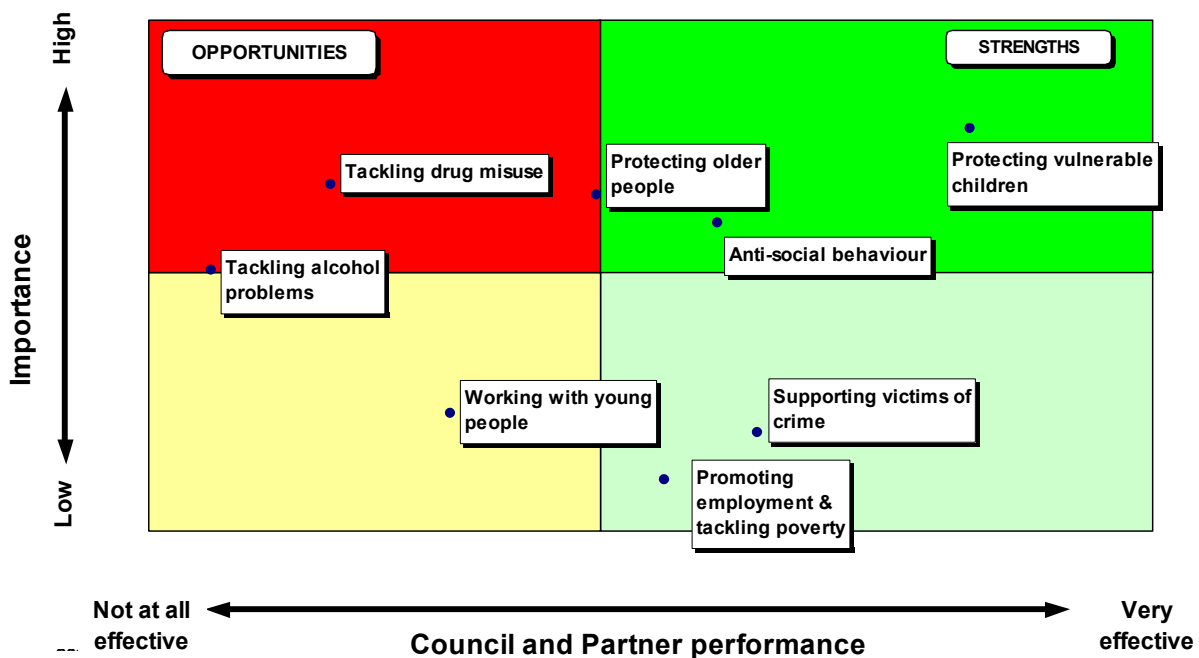 High
OPPORTUNITIES
STRENGTHS
Tackling drug misuse
Protecting older
people
Protecting vulnerable
children
Anti-social behaviour
Tackling alcohol
problems
Importance
Working with young
people
Supporting victims of
crime
Promoting
employment &
tackling poverty
Low
Not at all
effective
Very
effective
Council and Partner performance